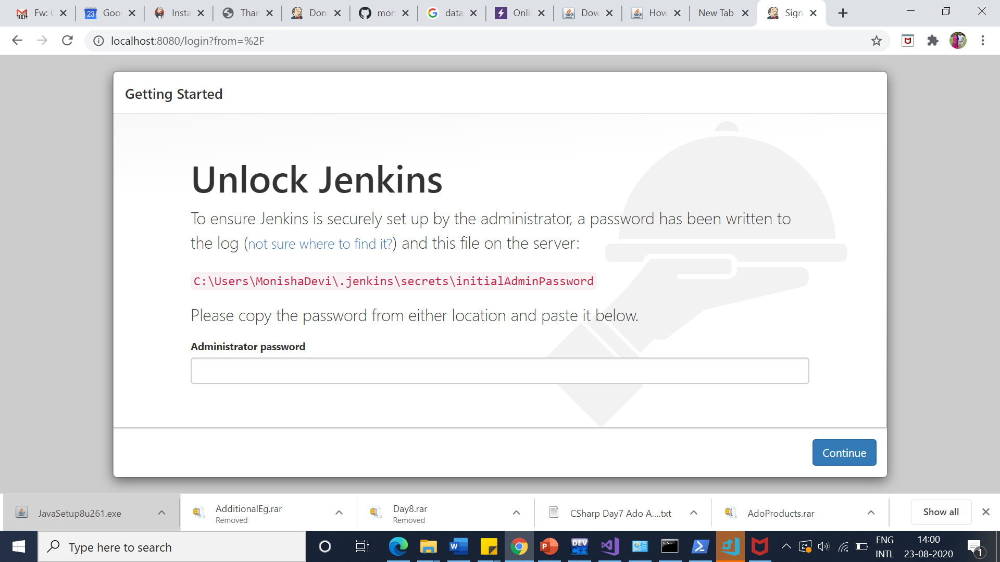 Fw: (
23
Goo
Insta
Than
Don
mon
data
Onli
Dow
How
New Tab
Sign
localhost:8080/login?from=%2F
Getting Started
Unlock Jenkins
To ensure Jenkins is securely set up by the administrator, a password has been written to
the log (not sure where to find it?) and this file on the server:
C:\Users\MonishaDevi\.jenkins\secrets\initialAdminPassword
Please copy the password from either location and paste it below.
Administrator password
Continue
JavaSetup8u261.exe
AdditionalEg.rar
Removed
Day8.rar
Removed
CSharp Day7 Ado A....txt
AdoProducts.rar
Show all
Type here to search
DEV
C++
ENG
INTL
14:00
23-08-2020
1